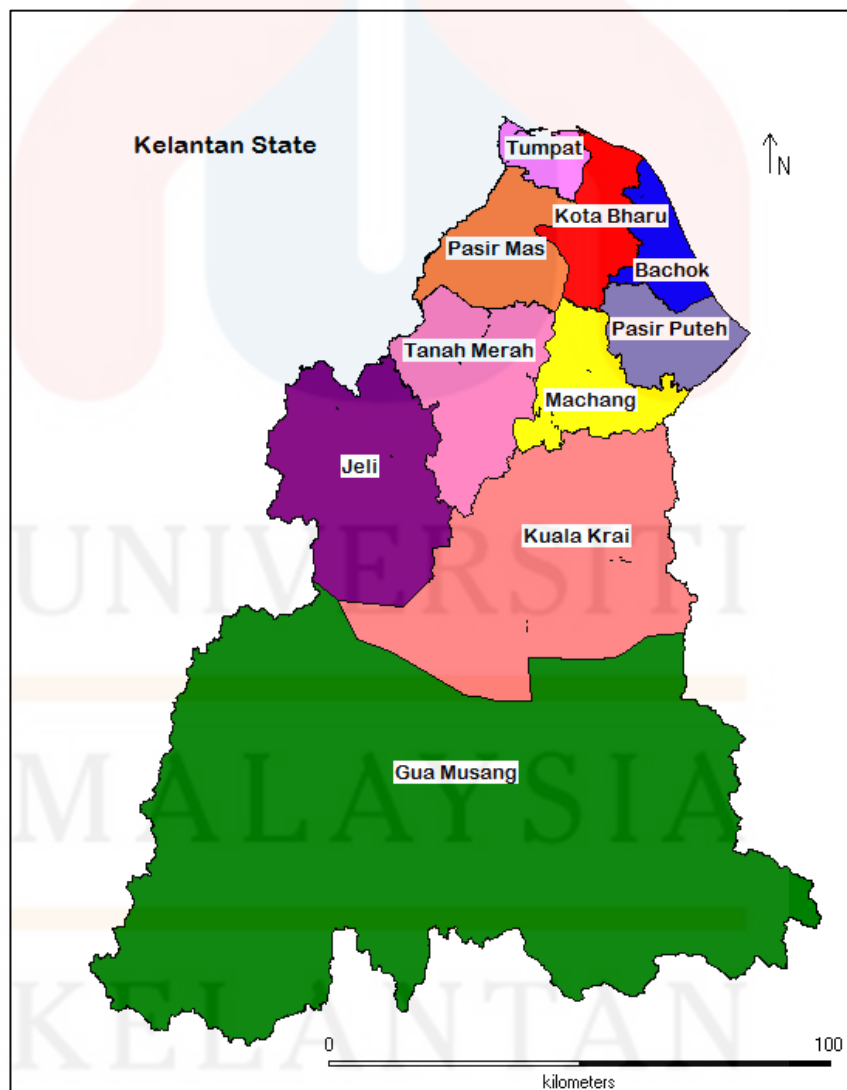 Kelantan State
N
Tumpat
Kota Bharu
Pasir Mas
Bachok
Pasir Puteh
Tanah Merah
Machang
Jeli
Kuala Krai
UNIVERSITI
Gua Musang
MALAYSIA
KELANTAN
0 100
kilometers